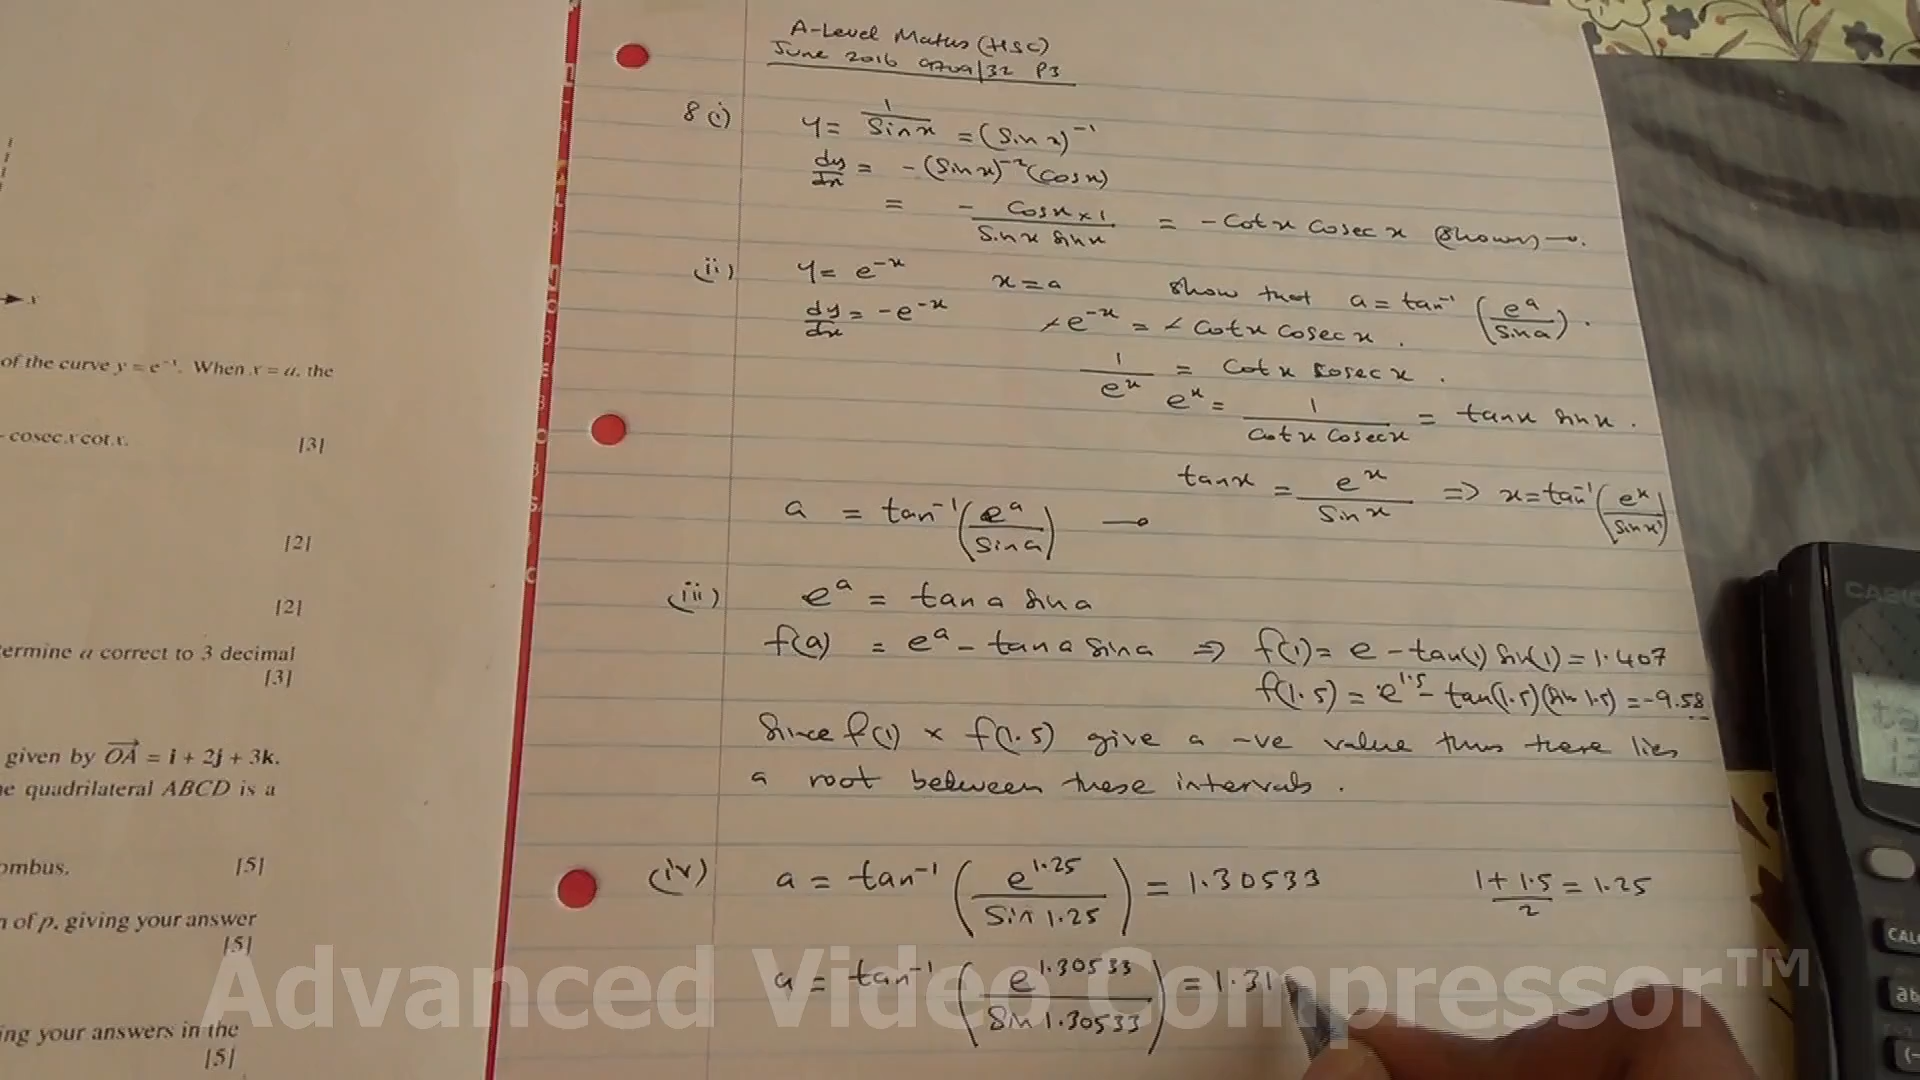 x
of the curve y = e⁻ˣ. When x = a, the
- cosec x cot x. [3]
[2]
[2]
ermine a correct to 3 decimal
[3]
given by OA = i + 2j + 3k.
e quadrilateral ABCD is a
ombus. [5]
n of p, giving your answer
[5]
ing your answers in the
[5]
A-Level Maths (HSC)
June 2016 9709/32 P3
8 (i) y = 1/Sin x = (Sin x)⁻¹
dy/dx = -(Sin x)⁻² (cos x)
= - Cos x × 1 / Sin x Sin x = -Cot x Cosec x (shown).
(ii) y = e⁻ˣ x = a Show that a = tan⁻¹ (eᵃ / Sin a).
dy/dx = -e⁻ˣ -e⁻ˣ = - Cot x Cosec x.
1/eˣ = Cot x Cosec x.
eˣ = 1 / Cot x Cosec x = tan x Sin x.
tan x = eˣ / Sin x => x = tan⁻¹ (eˣ / Sin x)
a = tan⁻¹ (eᵃ / Sin a)
(iii) eᵃ = tan a Sin a
f(a) = eᵃ - tan a Sin a => f(1) = e - tan(1) Sin(1) = 1.407
f(1.5) = e¹·⁵ - tan(1.5)(Sin 1.5) = -9.58
Since f(1) × f(1.5) give a -ve value thus there lies
a root between these intervals.
(iv) a = tan⁻¹ (e¹·²⁵ / Sin 1.25) = 1.30533 1 + 1.5 / 2 = 1.25
a = tan⁻¹ (e¹·³⁰⁵³³ / Sin 1.30533) = 1.31
Advanced Video Compressor™
CASIO
CALC